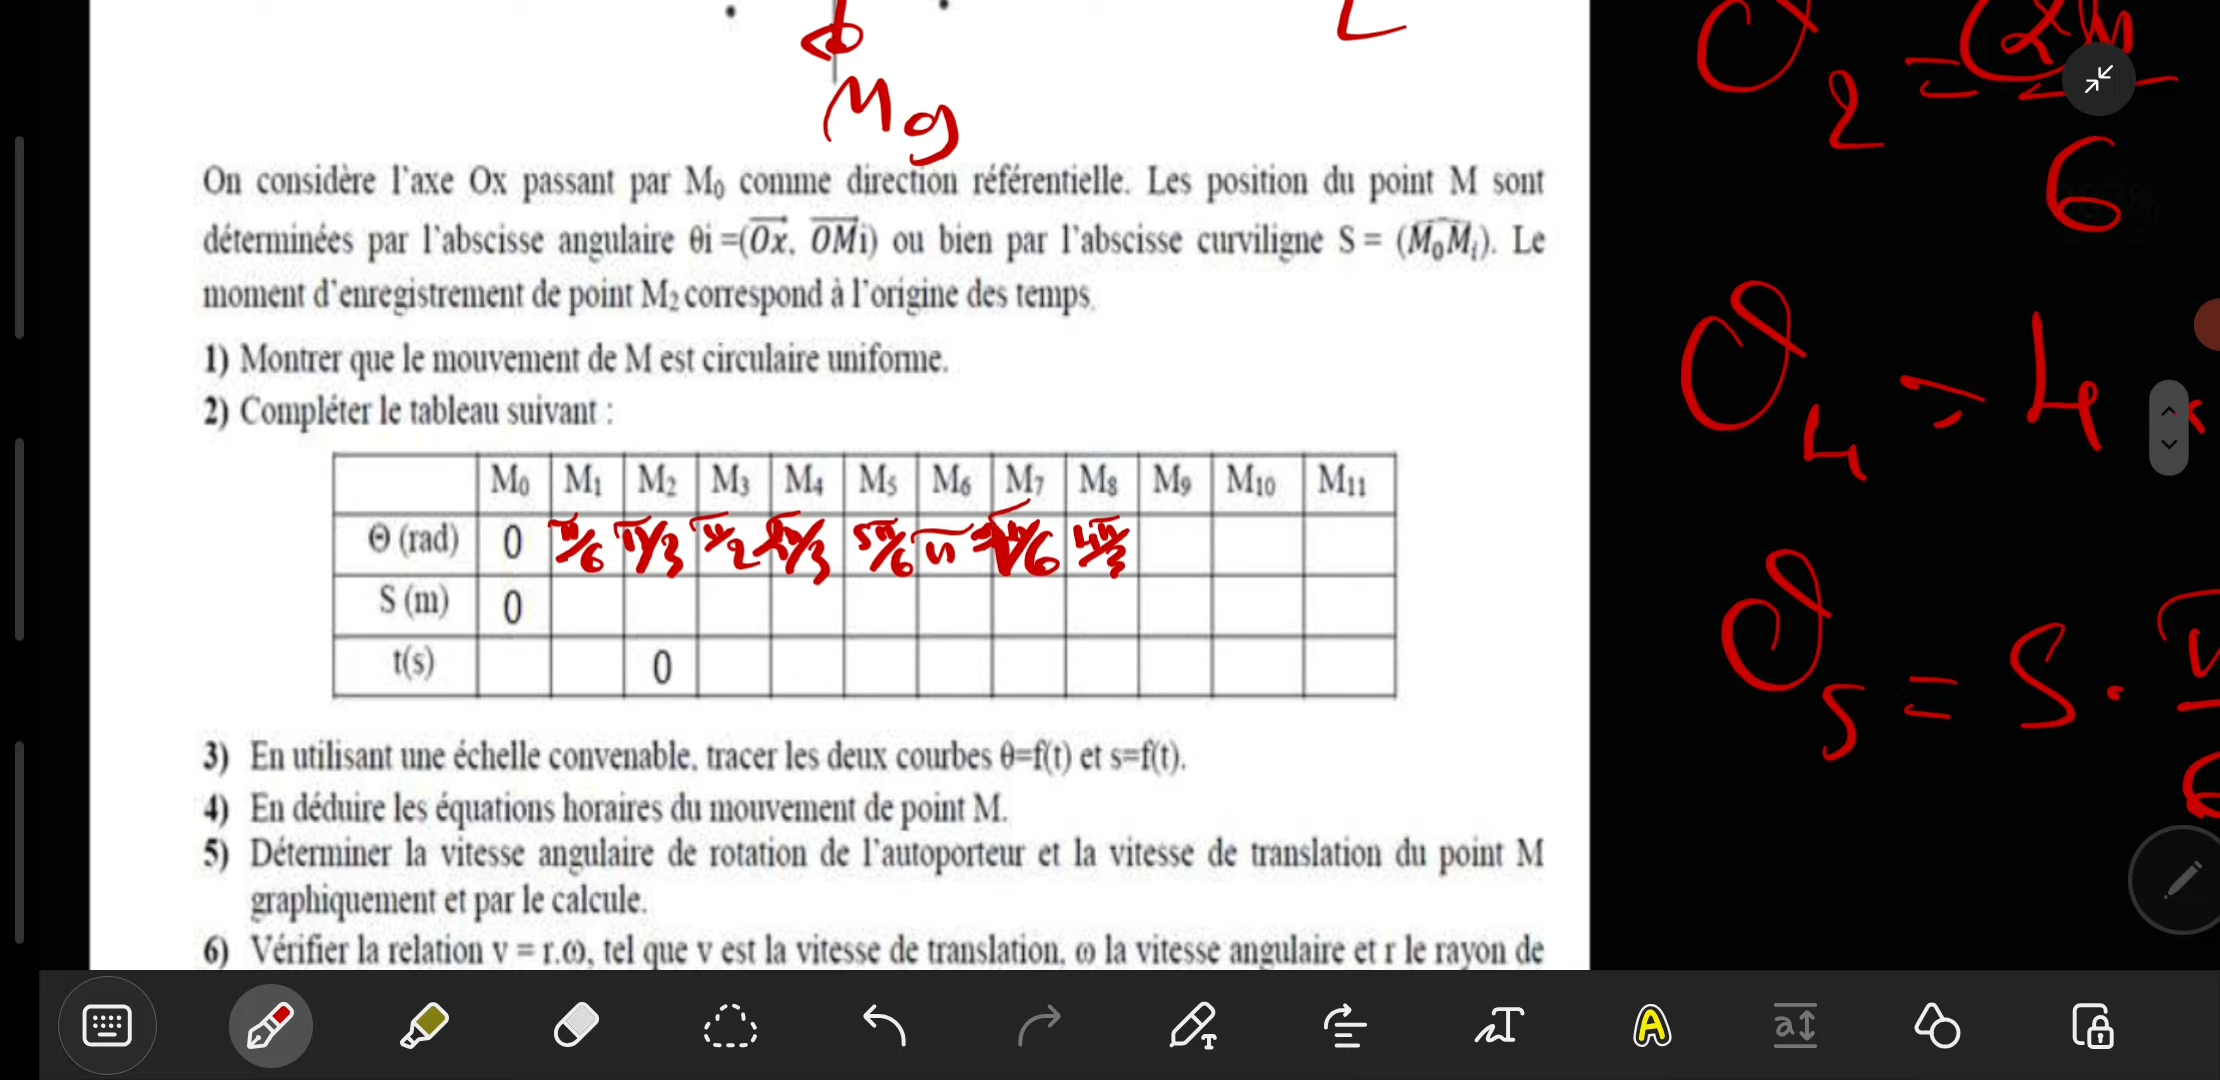 M9
On considère l'axe Ox passant par M0 comme direction référentielle. Les position du point M sont
déterminées par l'abscisse angulaire θi =(Ox, OMi) ou bien par l'abscisse curviligne S = (M0Mi). Le
moment d'enregistrement de point M2 correspond à l'origine des temps.
1) Montrer que le mouvement de M est circulaire uniforme.
2) Compléter le tableau suivant :
M0 M1 M2 M3 M4 M5 M6 M7 M8 M9 M10 M11
Θ (rad) 0 π/6 π/3 π/2 2π/3 5π/6 π 7π/6 4π/3
S (m) 0
t(s) 0
3) En utilisant une échelle convenable, tracer les deux courbes θ=f(t) et s=f(t).
4) En déduire les équations horaires du mouvement de point M.
5) Déterminer la vitesse angulaire de rotation de l'autoporteur et la vitesse de translation du point M
graphiquement et par le calcule.
6) Vérifier la relation v = r.ω, tel que v est la vitesse de translation, ω la vitesse angulaire et r le rayon de
θ2 = 2π/6
θ4 = 4
θ5 = 5 · π/6